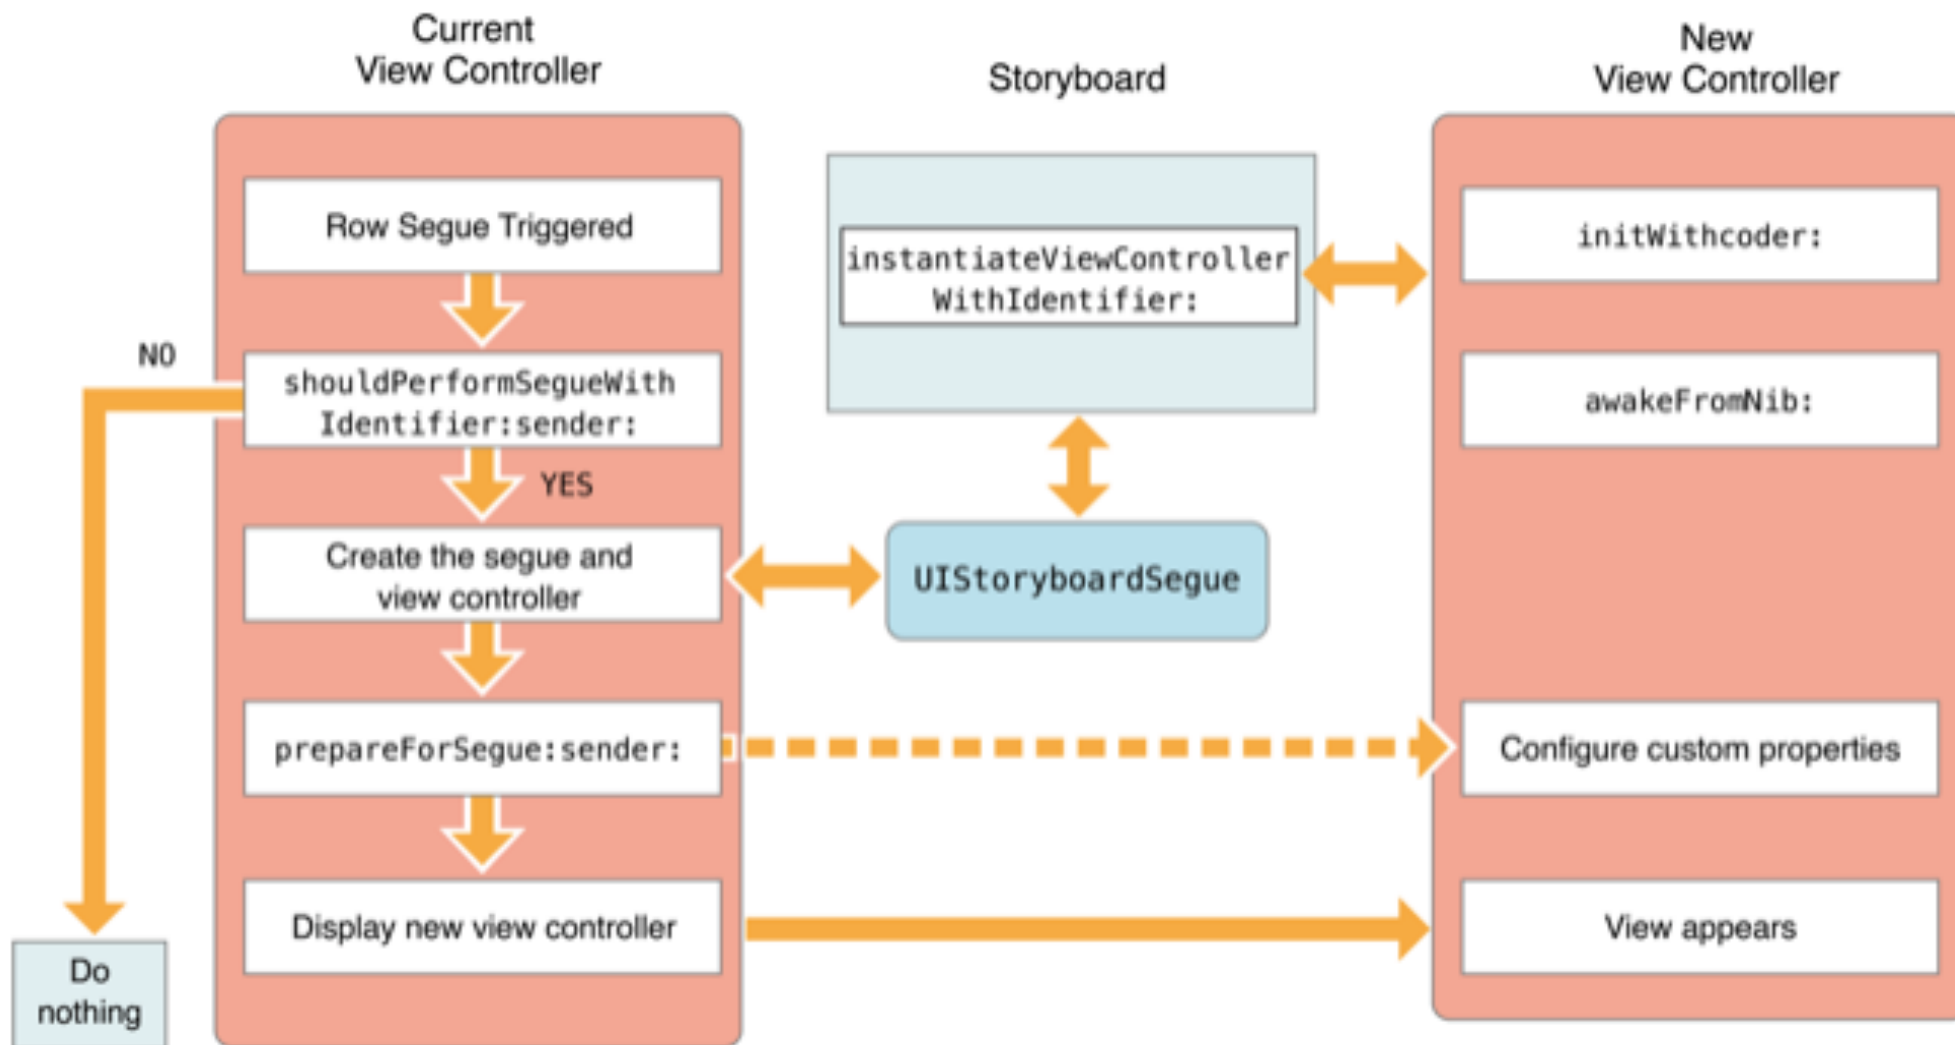 Current
View Controller
Storyboard
New
View Controller
Row Segue Triggered
NO
shouldPerformSegueWith
Identifier:sender:
YES
Create the segue and
view controller
prepareForSegue:sender:
Display new view controller
Do
nothing
instantiateViewController
WithIdentifier:
UIStoryboardSegue
initWithcoder:
awakeFromNib:
Configure custom properties
View appears